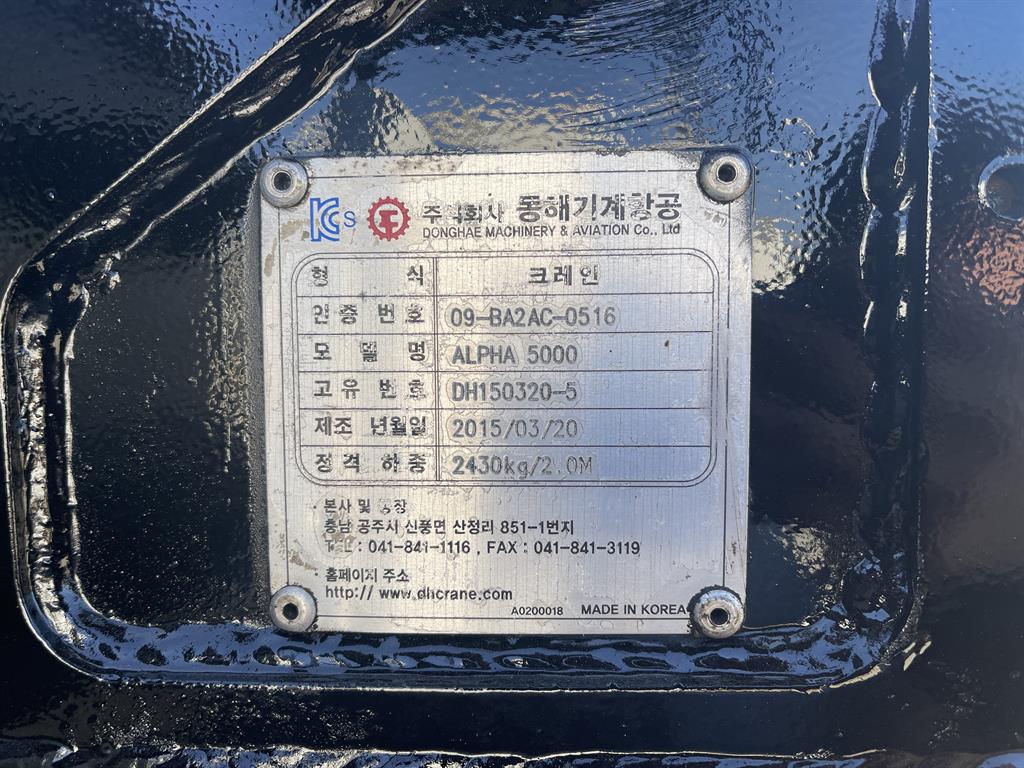 KCs 주식회사 동해기계항공
DONGHAE MACHINERY & AVIATION Co., Ltd
형 식 크레인
인증 번호 09-BA2AC-0516
모 델 명 ALPHA 5000
고유 번호 DH150320-5
제조 년월일 2015/03/20
정격 하중 2430kg/2.0M
· 본사 및 공장
충남 공주시 신풍면 산정리 851-1번지
TEL : 041-841-1116 , FAX : 041-841-3119
· 홈페이지 주소
http:// www.dhcrane.com
A0200018 MADE IN KOREA